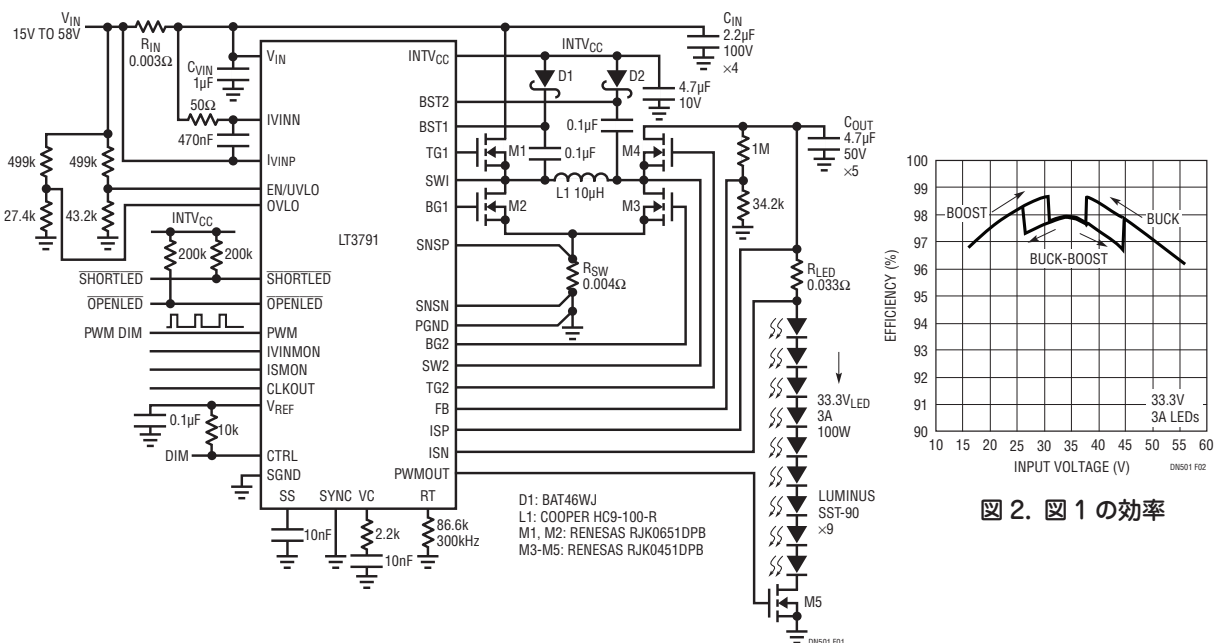 VIN
15V TO 58V
RIN
0.003Ω
CVIN
1µF
50Ω
470nF
499k
499k
27.4k
43.2k
INTVCC
200k
200k
SHORTLED
OPENLED
PWM DIM
0.1µF
10k
DIM
VIN
IVINN
IVINP
EN/UVLO
OVLO
SHORTLED
OPENLED
PWM
IVINMON
ISMON
CLKOUT
VREF
CTRL
SGND
SS
SYNC
VC
RT
10nF
2.2k
10nF
86.6k
300kHz
LT3791
INTVCC
BST2
BST1
TG1
SWI
BG1
SNSP
SNSN
PGND
BG2
SW2
TG2
FB
ISP
ISN
PWMOUT
INTVCC
D1
D2
4.7µF
10V
0.1µF
0.1µF
M1
M4
L1 10µH
M2
M3
RSW
0.004Ω
CIN
2.2µF
100V
×4
COUT
4.7µF
50V
×5
1M
34.2k
RLED
0.033Ω
33.3VLED
3A
100W
LUMINUS
SST-90
×9
M5
D1: BAT46WJ
L1: COOPER HC9-100-R
M1, M2: RENESAS RJK0651DPB
M3-M5: RENESAS RJK0451DPB
DN501 F01
EFFICIENCY (%)
100
99
98
97
96
95
94
93
92
91
90
BOOST
BUCK
BUCK-BOOST
33.3V
3A LEDs
10 15 20 25 30 35 40 45 50 55 60
INPUT VOLTAGE (V)
DN501 F02
図 2. 図 1 の効率